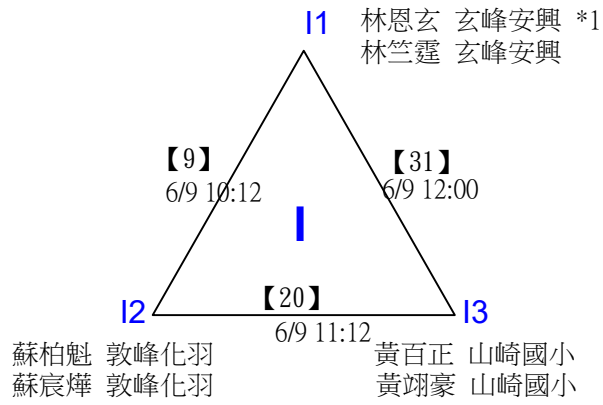 I1 林恩玄 玄峰安興 *1
林竺霆 玄峰安興
【9】
6/9 10:12
【31】
6/9 12:00
I
I2
【20】
6/9 11:12
I3
蘇柏魁 敦峰化羽
蘇宸燁 敦峰化羽
黃百正 山崎國小
黃翊豪 山崎國小